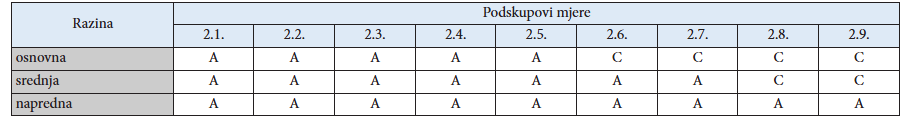 Razina Podskupovi mjere
2.1. 2.2. 2.3. 2.4. 2.5. 2.6. 2.7. 2.8. 2.9.
osnovna A A A A A C C C C
srednja A A A A A A A C C
napredna A A A A A A A A A